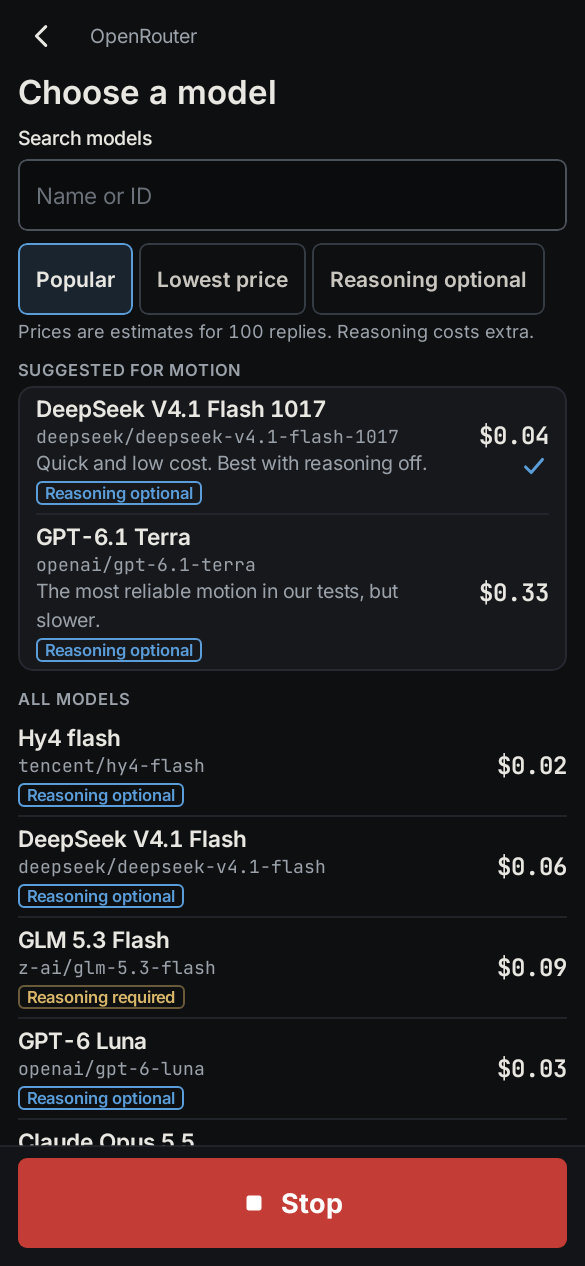 OpenRouter
Choose a model
Search models
Name or ID
Popular
Lowest price
Reasoning optional
Prices are estimates for 100 replies. Reasoning costs extra.
SUGGESTED FOR MOTION
DeepSeek V4.1 Flash 1017
deepseek/deepseek-v4.1-flash-1017
$0.04
Quick and low cost. Best with reasoning off.
Reasoning optional
GPT-6.1 Terra
openai/gpt-6.1-terra
The most reliable motion in our tests, but
$0.33
slower.
Reasoning optional
ALL MODELS
Hy4 flash
tencent/hy4-flash
$0.02
Reasoning optional
DeepSeek V4.1 Flash
deepseek/deepseek-v4.1-flash
$0.06
Reasoning optional
GLM 5.3 Flash
z-ai/glm-5.3-flash
$0.09
Reasoning required
GPT-6 Luna
openai/gpt-6-luna
$0.03
Reasoning optional
Claude Opus 5.5
Stop